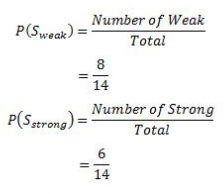 P(S_weak) = Number of Weak / Total
= 8/14
P(S_strong) = Number of Strong / Total
= 6/14